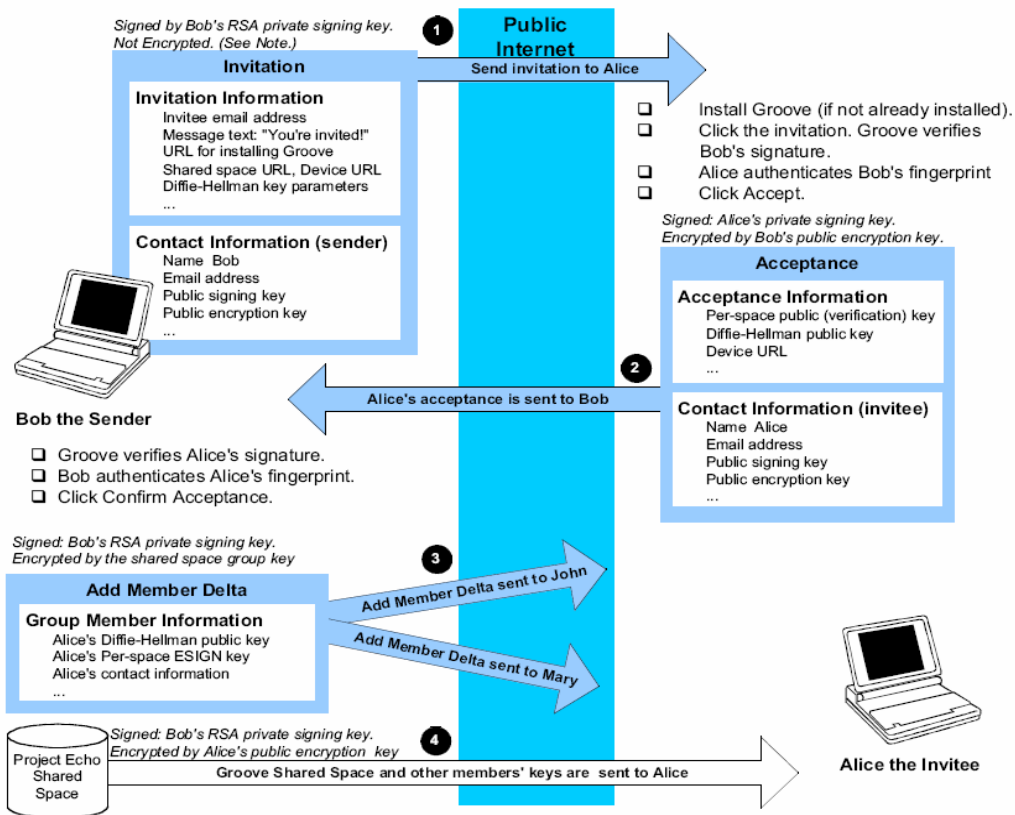 Signed by Bob's RSA private signing key.
Not Encrypted. (See Note.)
1
Public
Internet
Invitation
Send invitation to Alice
Invitation Information
Invitee email address
Message text: "You're invited!"
URL for installing Groove
Shared space URL, Device URL
Diffie-Hellman key parameters
...
Contact Information (sender)
Name Bob
Email address
Public signing key
Public encryption key
...
Bob the Sender
Install Groove (if not already installed).
Click the invitation. Groove verifies
Bob's signature.
Alice authenticates Bob's fingerprint
Click Accept.
Signed: Alice's private signing key.
Encrypted by Bob's public encryption key.
Acceptance
Acceptance Information
Per-space public (verification) key
Diffie-Hellman public key
Device URL
...
Contact Information (invitee)
Name Alice
Email address
Public signing key
Public encryption key
...
2
Alice's acceptance is sent to Bob
Groove verifies Alice's signature.
Bob authenticates Alice's fingerprint.
Click Confirm Acceptance.
Signed: Bob's RSA private signing key.
Encrypted by the shared space group key
Add Member Delta
Group Member Information
Alice's Diffie-Hellman public key
Alice's Per-space ESIGN key
Alice's contact information
...
3
Add Member Delta sent to John
Add Member Delta sent to Mary
Project Echo
Shared
Space
Signed: Bob's RSA private signing key.
Encrypted by Alice's public encryption key
4
Groove Shared Space and other members' keys are sent to Alice
Alice the Invitee